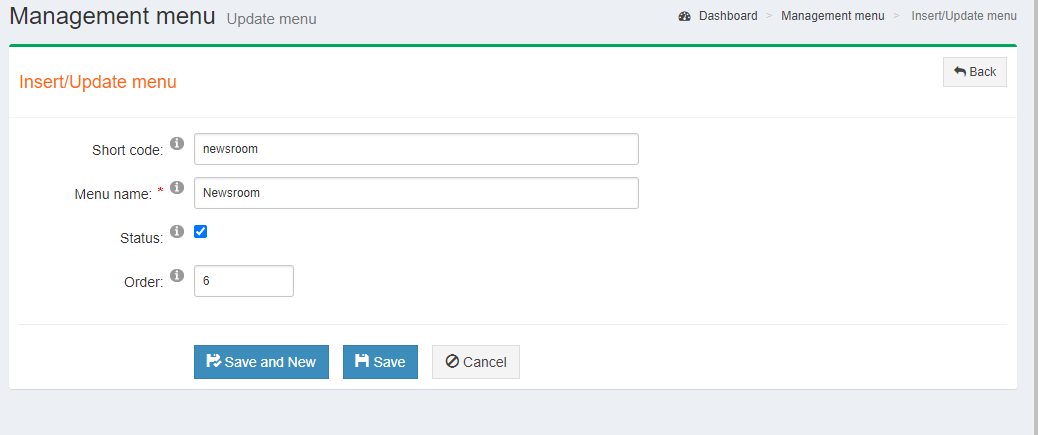 Management menu Update menu
Dashboard > Management menu > Insert/Update menu
Insert/Update menu
Back
Short code: newsroom
Menu name: * Newsroom
Status:
Order: 6
Save and New Save Cancel